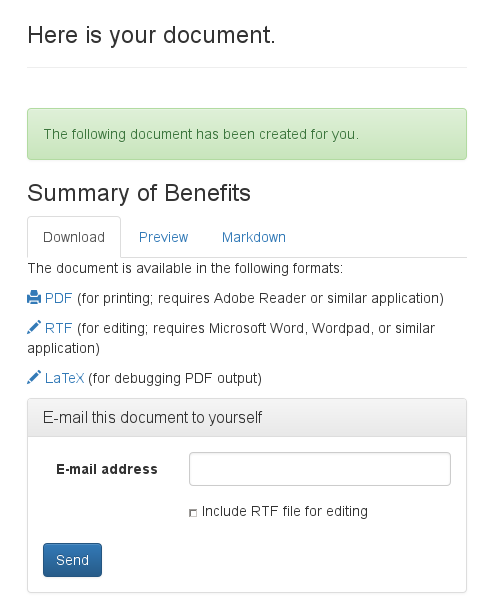 Here is your document.
The following document has been created for you.
Summary of Benefits
Download Preview Markdown
The document is available in the following formats:
PDF (for printing; requires Adobe Reader or similar application)
RTF (for editing; requires Microsoft Word, Wordpad, or similar
application)
LaTeX (for debugging PDF output)
E-mail this document to yourself
E-mail address
Include RTF file for editing
Send